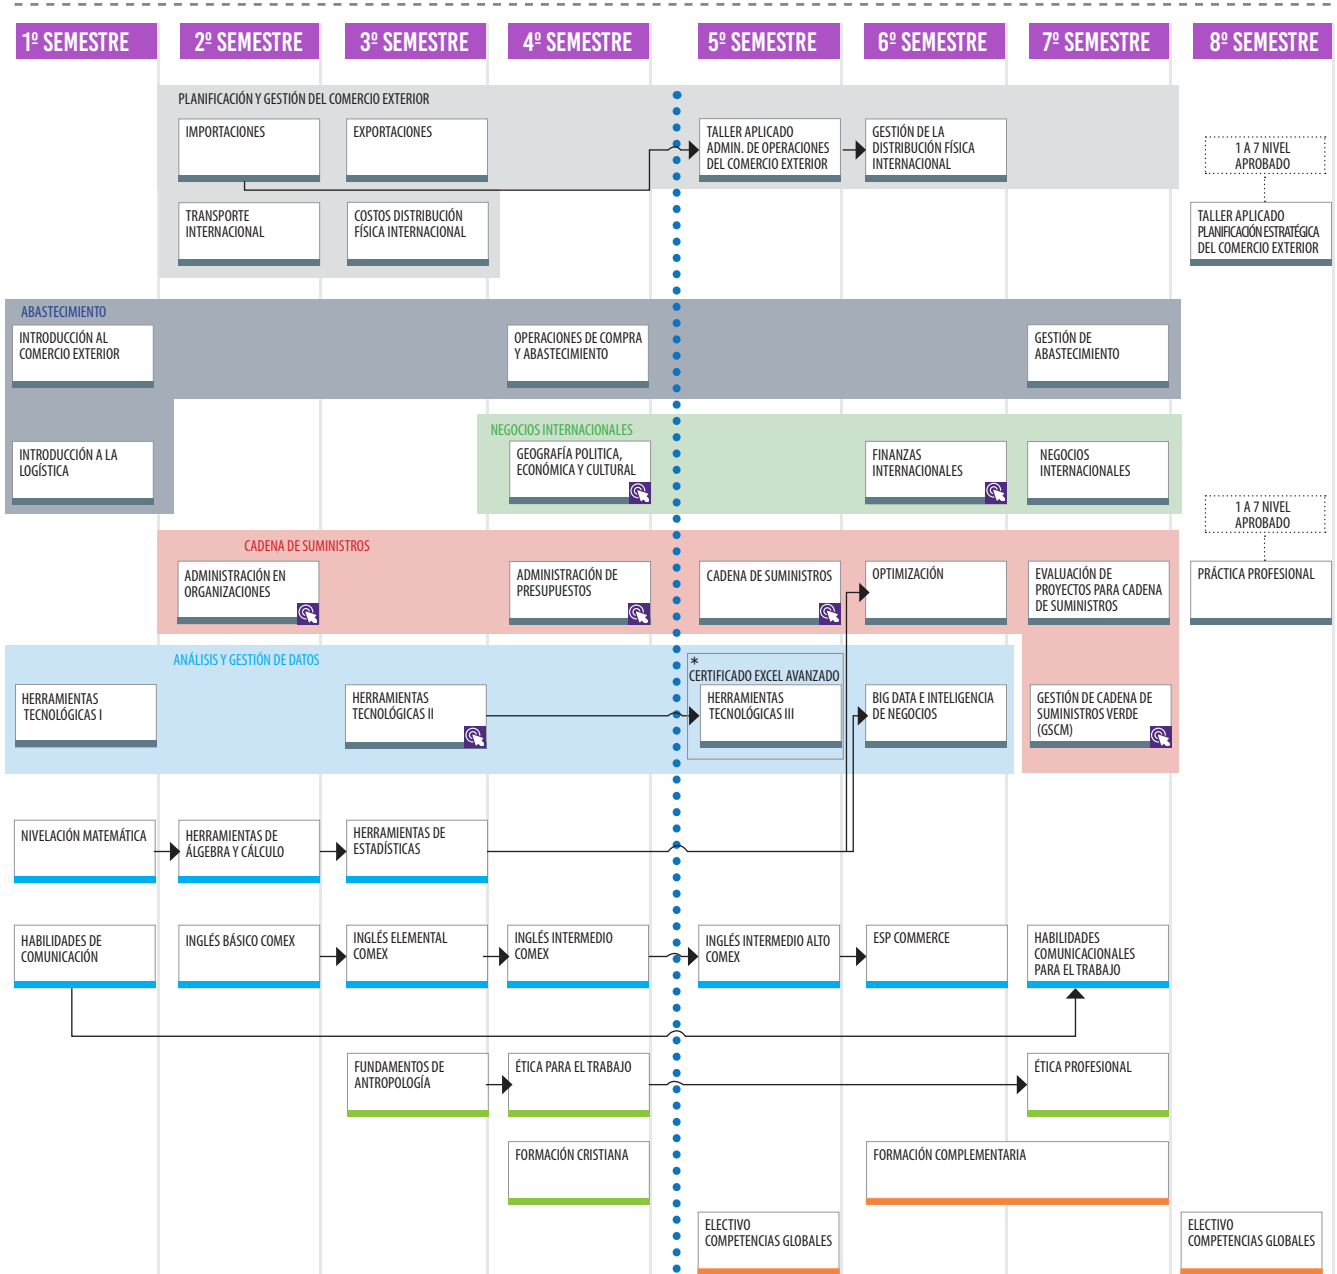 1º SEMESTRE
2º SEMESTRE
3º SEMESTRE
4º SEMESTRE
5º SEMESTRE
6º SEMESTRE
7º SEMESTRE
8º SEMESTRE
PLANIFICACIÓN Y GESTIÓN DEL COMERCIO EXTERIOR
IMPORTACIONES
EXPORTACIONES
TALLER APLICADO
ADMIN. DE OPERACIONES
DEL COMERCIO EXTERIOR
GESTIÓN DE LA
DISTRIBUCIÓN FÍSICA
INTERNACIONAL
1 A 7 NIVEL
APROBADO
TRANSPORTE
INTERNACIONAL
COSTOS DISTRIBUCIÓN
FÍSICA INTERNACIONAL
TALLER APLICADO
PLANIFICACIÓN ESTRATÉGICA
DEL COMERCIO EXTERIOR
ABASTECIMIENTO
INTRODUCCIÓN AL
COMERCIO EXTERIOR
OPERACIONES DE COMPRA
Y ABASTECIMIENTO
GESTIÓN DE
ABASTECIMIENTO
NEGOCIOS INTERNACIONALES
INTRODUCCIÓN A LA
LOGÍSTICA
GEOGRAFÍA POLITICA,
ECONÓMICA Y CULTURAL
FINANZAS
INTERNACIONALES
NEGOCIOS
INTERNACIONALES
1 A 7 NIVEL
APROBADO
CADENA DE SUMINISTROS
ADMINISTRACIÓN EN
ORGANIZACIONES
ADMINISTRACIÓN DE
PRESUPUESTOS
CADENA DE SUMINISTROS
OPTIMIZACIÓN
EVALUACIÓN DE
PROYECTOS PARA CADENA
DE SUMINISTROS
PRÁCTICA PROFESIONAL
ANÁLISIS Y GESTIÓN DE DATOS
*
CERTIFICADO EXCEL AVANZADO
HERRAMIENTAS
TECNOLÓGICAS I
HERRAMIENTAS
TECNOLÓGICAS II
HERRAMIENTAS
TECNOLÓGICAS III
BIG DATA E INTELIGENCIA
DE NEGOCIOS
GESTIÓN DE CADENA DE
SUMINISTROS VERDE
(GSCM)
NIVELACIÓN MATEMÁTICA
HERRAMIENTAS DE
ÁLGEBRA Y CÁLCULO
HERRAMIENTAS DE
ESTADÍSTICAS
HABILIDADES DE
COMUNICACIÓN
INGLÉS BÁSICO COMEX
INGLÉS ELEMENTAL
COMEX
INGLÉS INTERMEDIO
COMEX
INGLÉS INTERMEDIO ALTO
COMEX
ESP COMMERCE
HABILIDADES
COMUNICACIONALES
PARA EL TRABAJO
FUNDAMENTOS DE
ANTROPOLOGÍA
ÉTICA PARA EL TRABAJO
ÉTICA PROFESIONAL
FORMACIÓN CRISTIANA
FORMACIÓN COMPLEMENTARIA
ELECTIVO
COMPETENCIAS GLOBALES
ELECTIVO
COMPETENCIAS GLOBALES